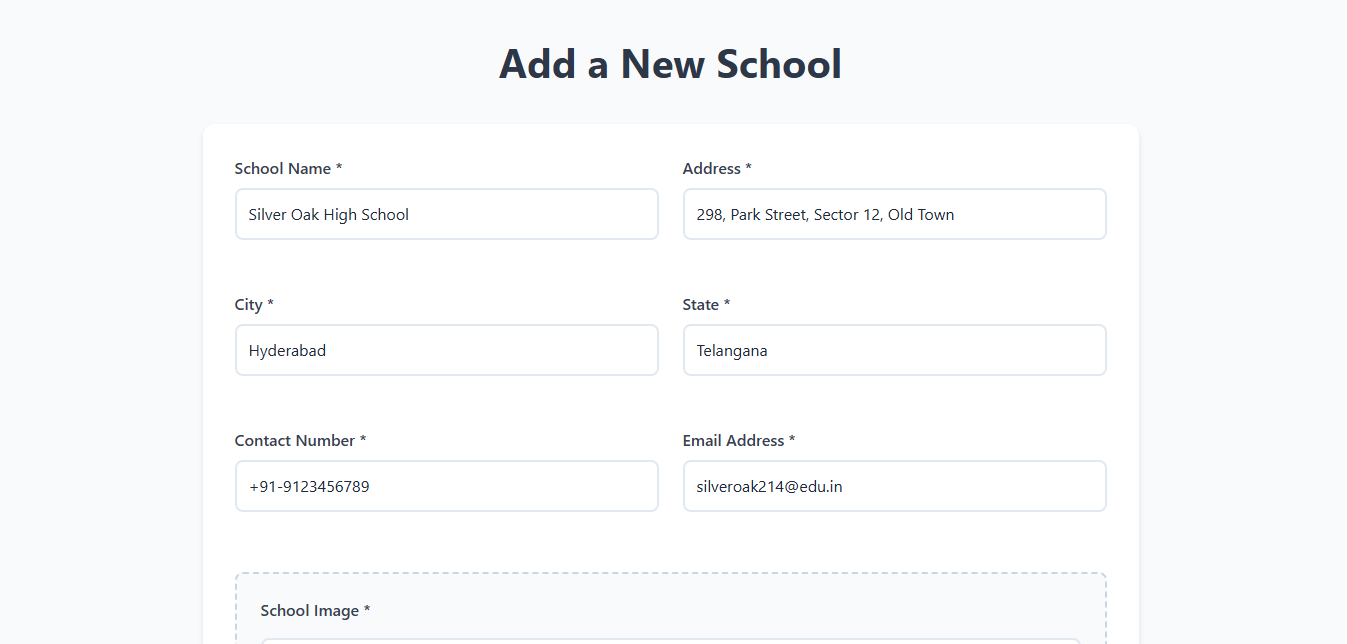 Add a New School
School Name * Address *
Silver Oak High School 298, Park Street, Sector 12, Old Town
City * State *
Hyderabad Telangana
Contact Number * Email Address *
+91-9123456789 silveroak214@edu.in
School Image *